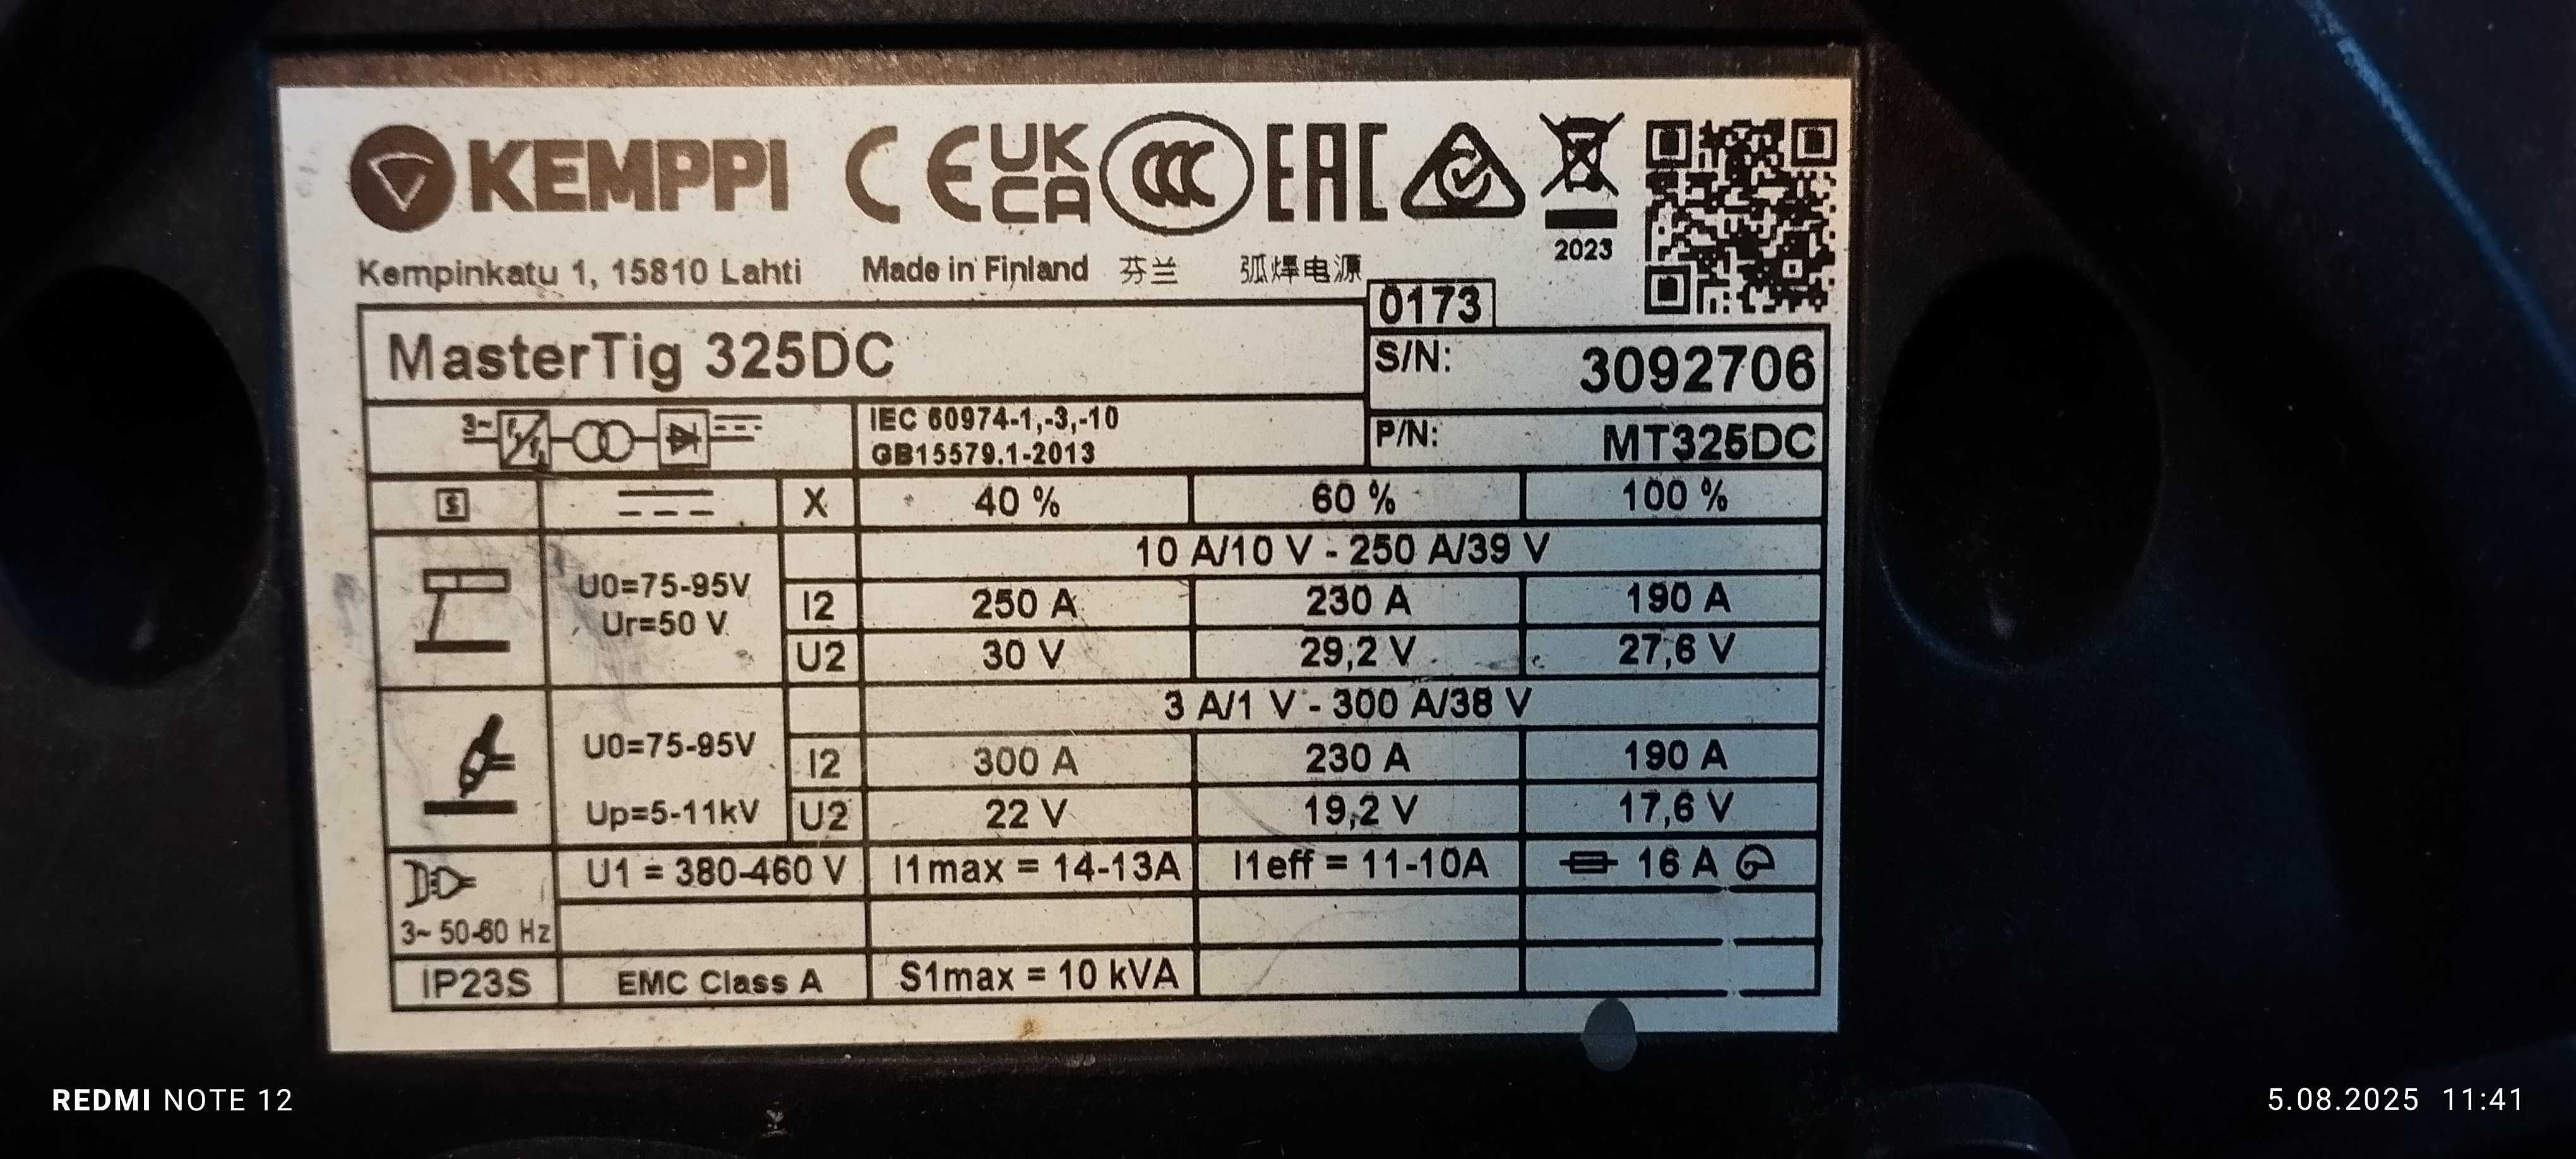 KEMPPI CE UK CA CCC EAC
2023
Kempinkatu 1, 15810 Lahti Made in Finland 芬兰 弧焊电源
0173
MasterTig 325DC
S/N: 3092706
3~
IEC 60974-1,-3,-10
GB15579.1-2013
P/N: MT325DC
S X 40 % 60 % 100 %
10 A/10 V - 250 A/39 V
U0=75-95V
Ur=50 V
I2 250 A 230 A 190 A
U2 30 V 29,2 V 27,6 V
3 A/1 V - 300 A/38 V
U0=75-95V
I2 300 A 230 A 190 A
Up=5-11kV
U2 22 V 19,2 V 17,6 V
U1 = 380-460 V I1max = 14-13A I1eff = 11-10A 16 A
3~ 50-60 Hz
IP23S EMC Class A S1max = 10 kVA
REDMI NOTE 12
5.08.2025 11:41